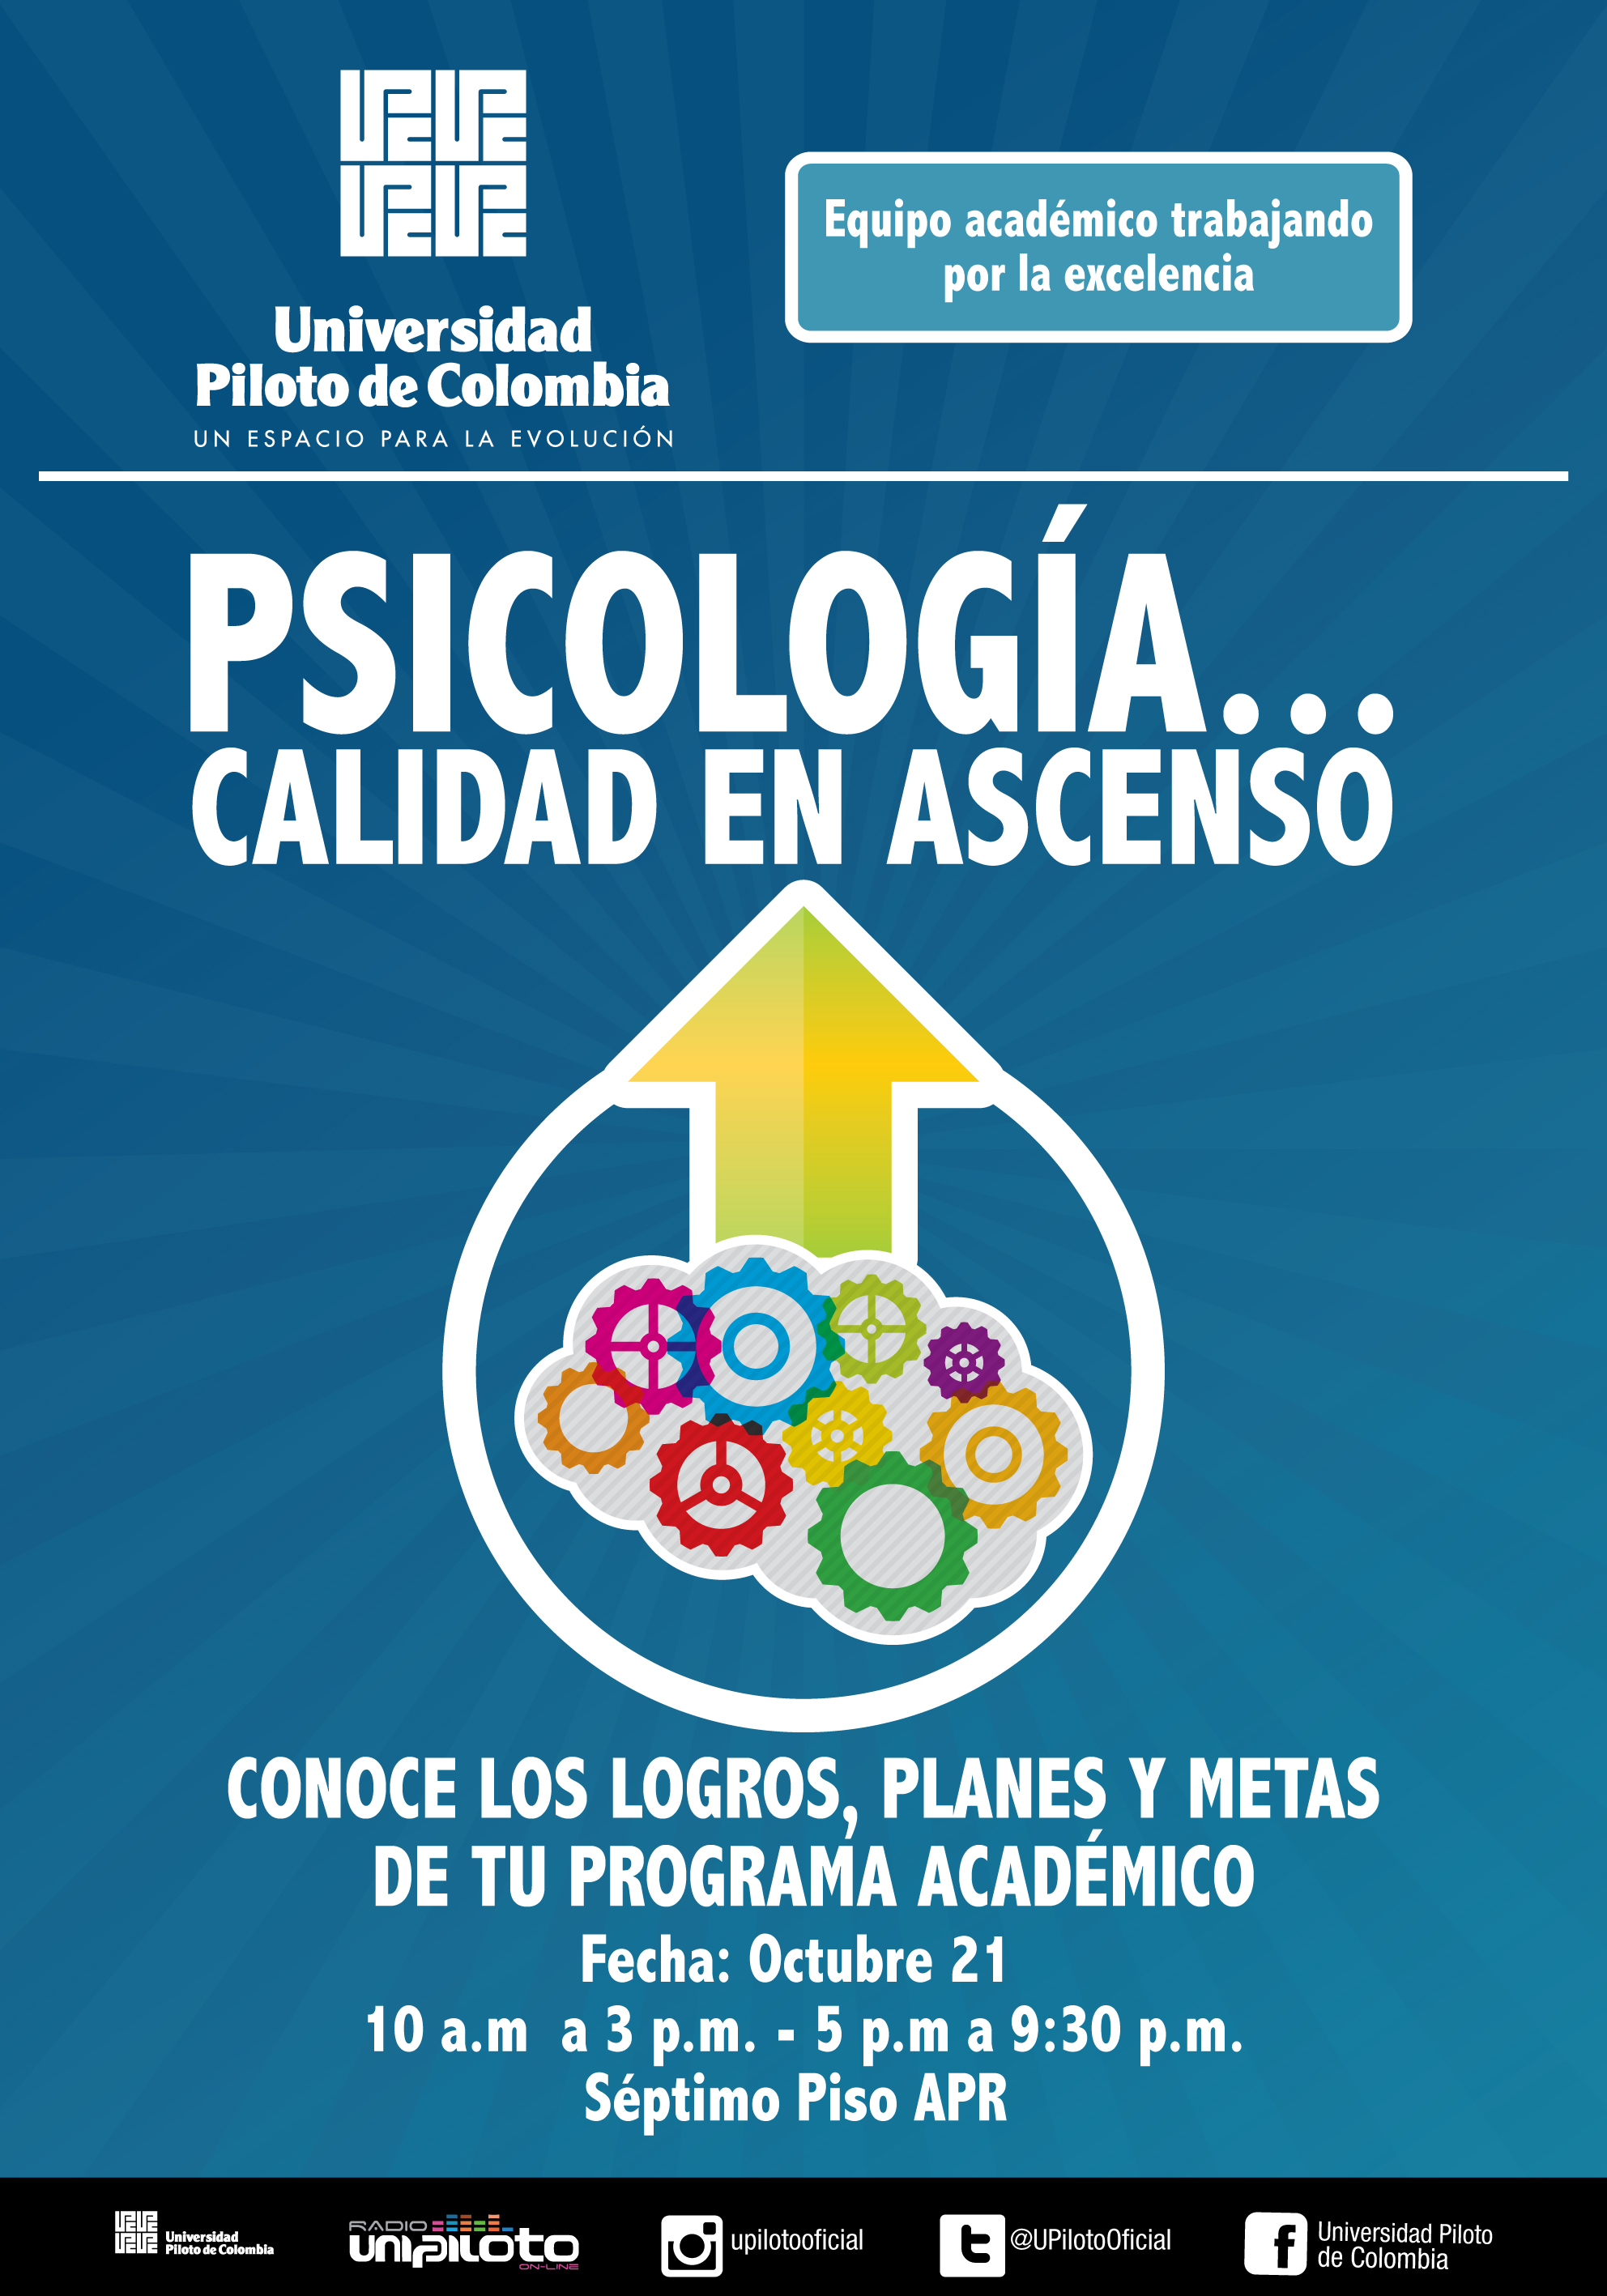 Universidad
Piloto de Colombia
UN ESPACIO PARA LA EVOLUCIÓN
Equipo académico trabajando
por la excelencia
PSICOLOGÍA...
CALIDAD EN ASCENSO
CONOCE LOS LOGROS, PLANES Y METAS
DE TU PROGRAMA ACADÉMICO
Fecha: Octubre 21
10 a.m  a 3 p.m. - 5 p.m a 9:30 p.m.
Séptimo Piso APR
Universidad
Piloto de Colombia
RADIO
UNIPILOTO
ON-LINE
upilotooficial
@UPilotoOficial
Universidad Piloto
de Colombia